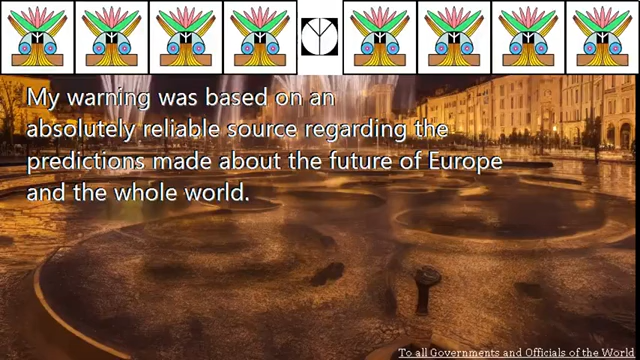 My warning was based on an
absolutely reliable source regarding the
predictions made about the future of Europe
and the whole world.
To all Governments and Officials of the World